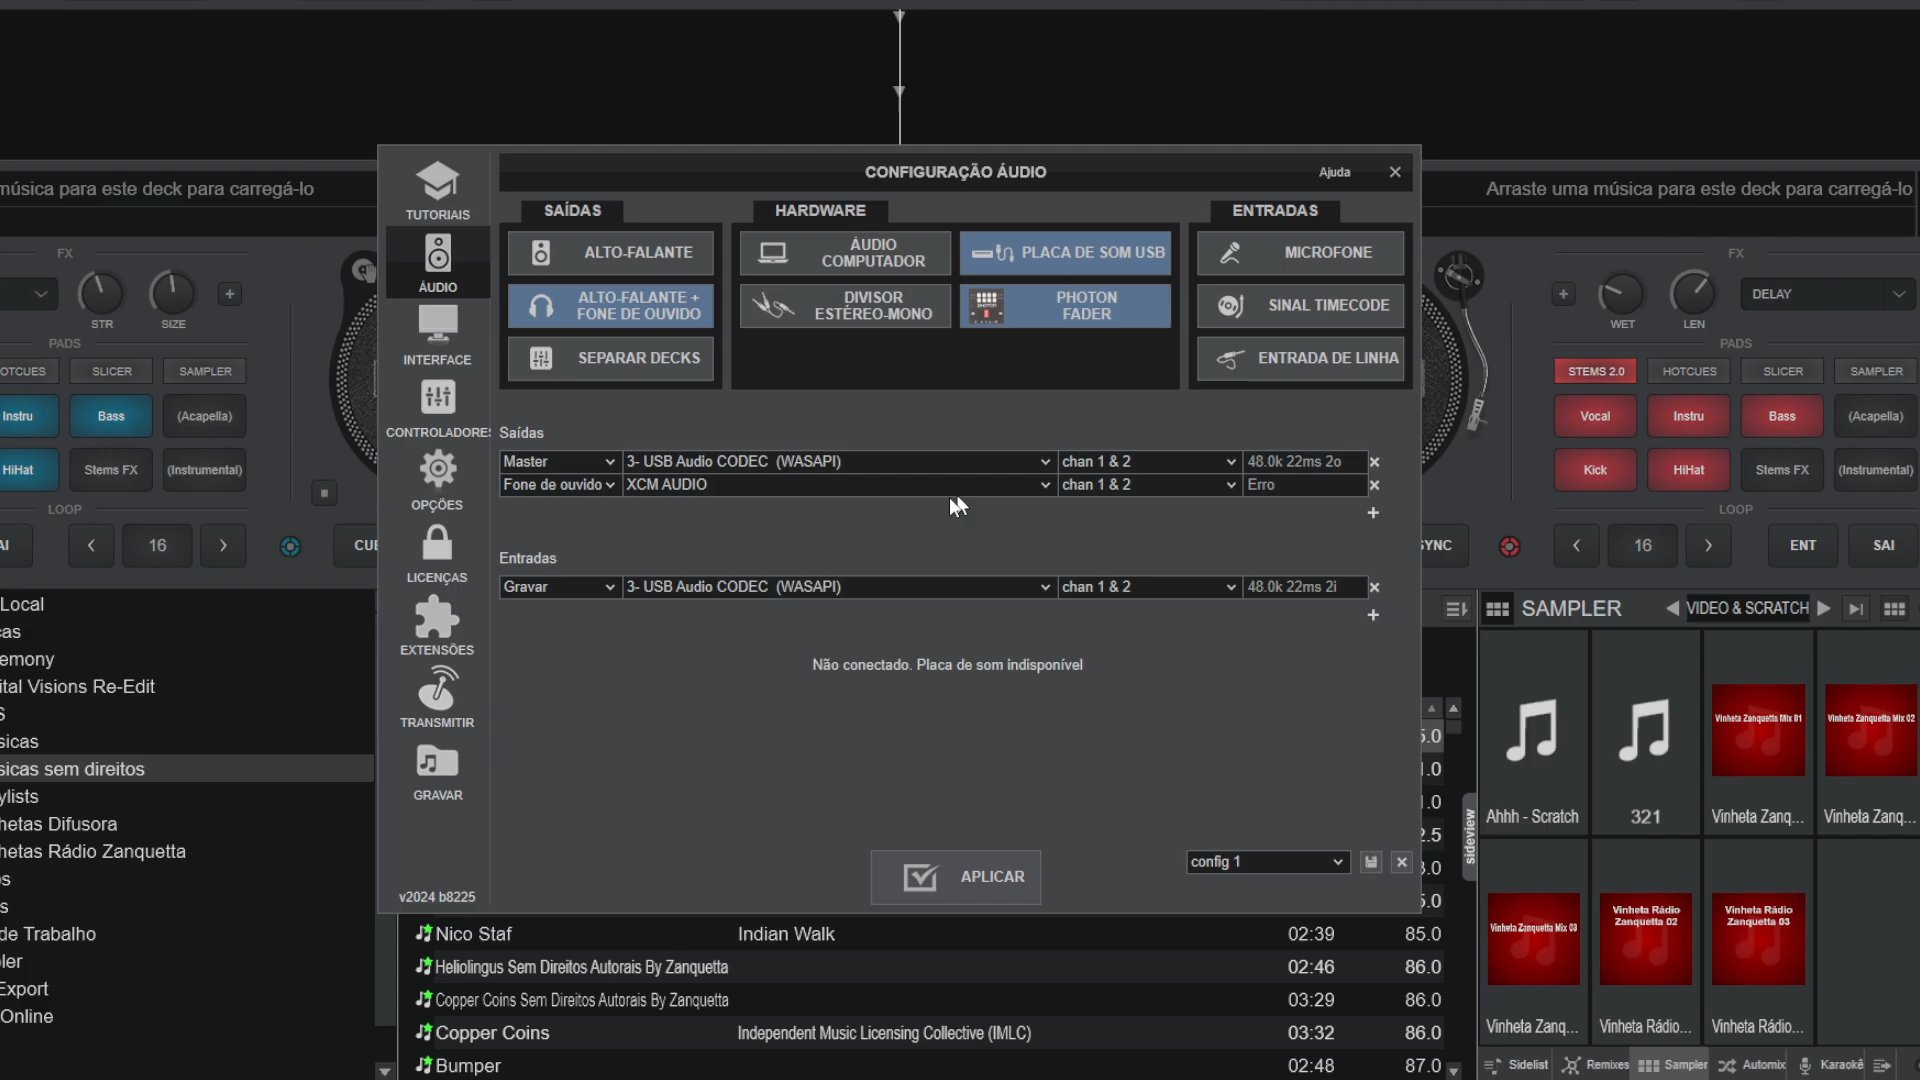 música para este deck para carregá-lo
FX
STR
SIZE
PADS
OTCUES
SLICER
SAMPLER
Instru
Bass
(Acapella)
HiHat
Stems FX
(Instrumental)
LOOP
AI
16
CUE
TUTORIAIS
ÁUDIO
INTERFACE
CONTROLADORES
OPÇÕES
LICENÇAS
EXTENSÕES
TRANSMITIR
GRAVAR
v2024 b8225
CONFIGURAÇÃO ÁUDIO
Ajuda
SAÍDAS
HARDWARE
ENTRADAS
ALTO-FALANTE
ALTO-FALANTE +
FONE DE OUVIDO
SEPARAR DECKS
ÁUDIO
COMPUTADOR
PLACA DE SOM USB
DIVISOR
ESTÉREO-MONO
PHOTON
FADER
MICROFONE
SINAL TIMECODE
ENTRADA DE LINHA
Saídas
Master 3- USB Audio CODEC (WASAPI) chan 1 & 2 48.0k 22ms 2o
Fone de ouvido XCM AUDIO chan 1 & 2 Erro
Entradas
Gravar 3- USB Audio CODEC (WASAPI) chan 1 & 2 48.0k 22ms 2i
Não conectado. Placa de som indisponível
APLICAR
config 1
Arraste uma música para este deck para carregá-lo
FX
WET
LEN
DELAY
PADS
STEMS 2.0
HOTCUES
SLICER
SAMPLER
Vocal
Instru
Bass
(Acapella)
Kick
HiHat
Stems FX
(Instrumental)
LOOP
SYNC
16
ENT
SAI
Local
cas
emony
ital Visions Re-Edit
S
sicas
sicas sem direitos
ylists
hetas Difusora
hetas Rádio Zanquetta
os
s
de Trabalho
ler
Export
Online
5.0
1.0
1.0
2.5
3.0
5.0
Nico Staf Indian Walk 02:39 85.0
Heliolingus Sem Direitos Autorais By Zanquetta 02:46 86.0
Copper Coins Sem Direitos Autorais By Zanquetta 03:29 86.0
Copper Coins Independent Music Licensing Collective (IMLC) 03:32 86.0
Bumper 02:48 87.0
sideview
SAMPLER
VIDEO & SCRATCH
Ahhh - Scratch
321
Vinheta Zanquetta Mix 01
Vinheta Zanq...
Vinheta Zanquetta Mix 02
Vinheta Zanq...
Vinheta Zanquetta Mix 03
Vinheta Zanq...
Vinheta Rádio
Zanquetta 02
Vinheta Rádio...
Vinheta Rádio
Zanquetta 03
Vinheta Rádio...
Sidelist
Remixes
Sampler
Automix
Karaokê